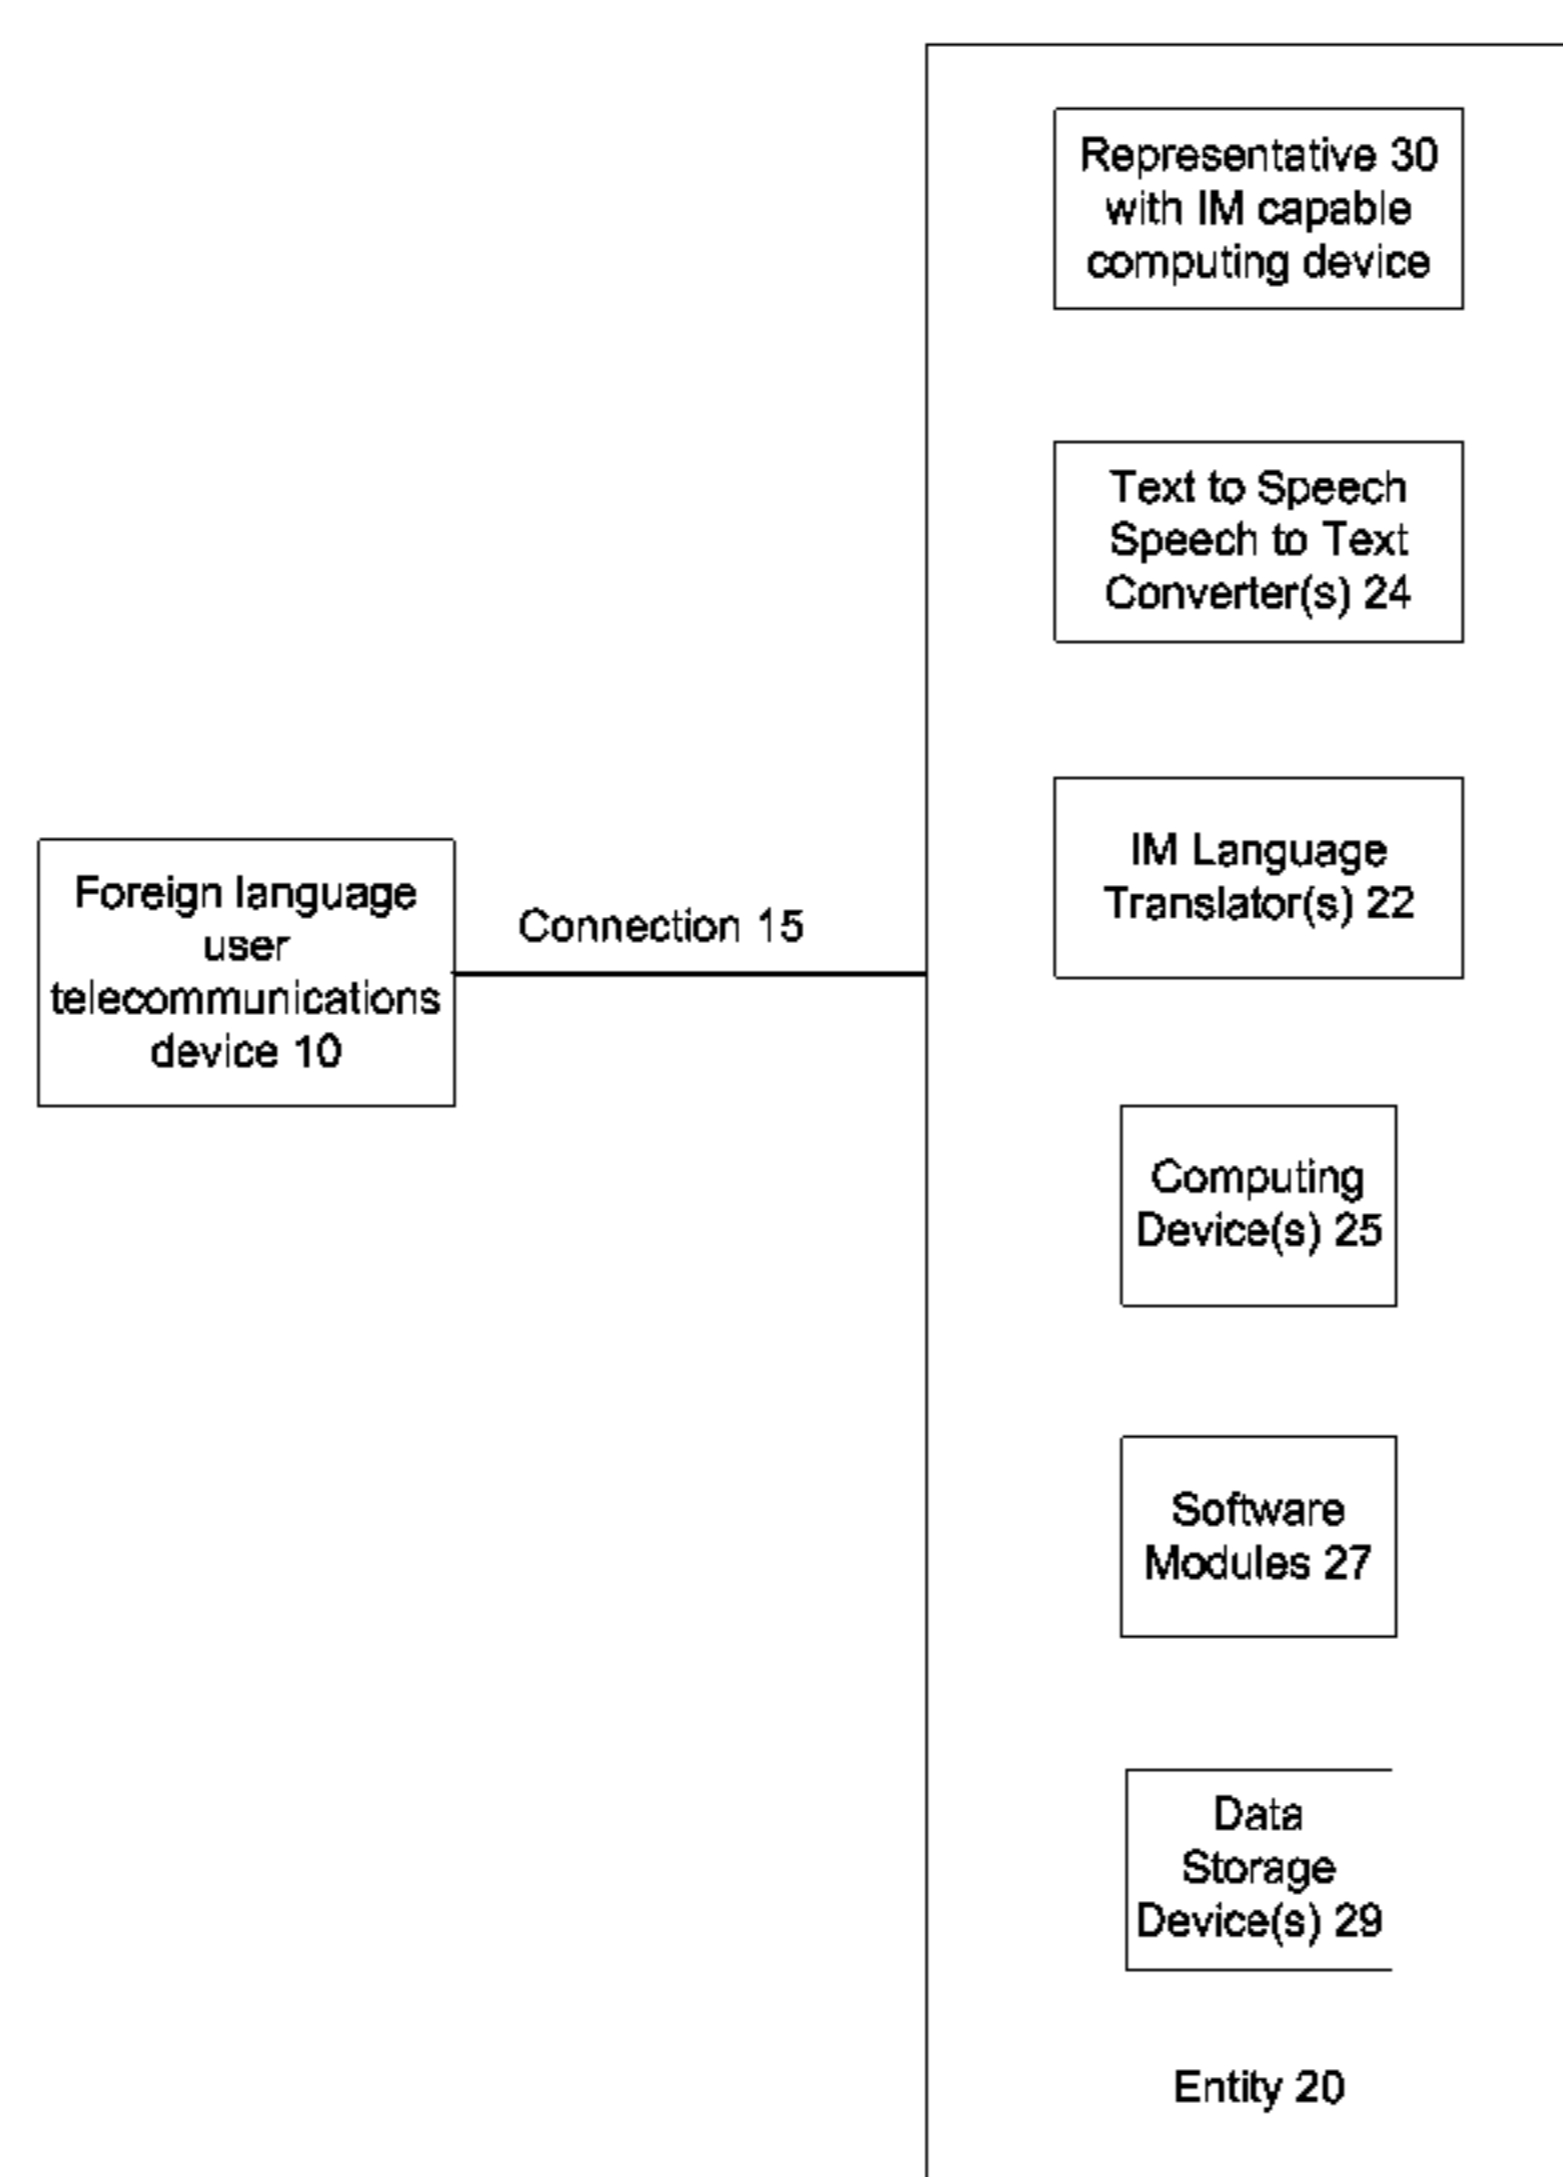 Representative 30
with IM capable
computing device
Text to Speech
Speech to Text
Converter(s) 24
IM Language
Translator(s) 22
Foreign language
user
telecommunications
device 10
Connection 15
Computing
Device(s) 25
Software
Modules 27
Data
Storage
Device(s) 29
Entity 20